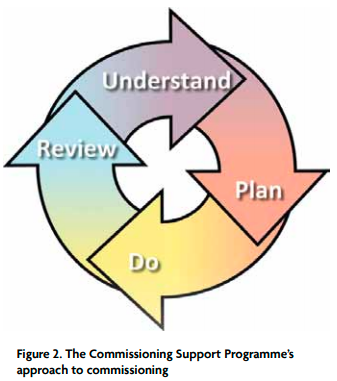 Understand
Review
Plan
Do
Figure 2. The Commissioning Support Programme's
approach to commissioning